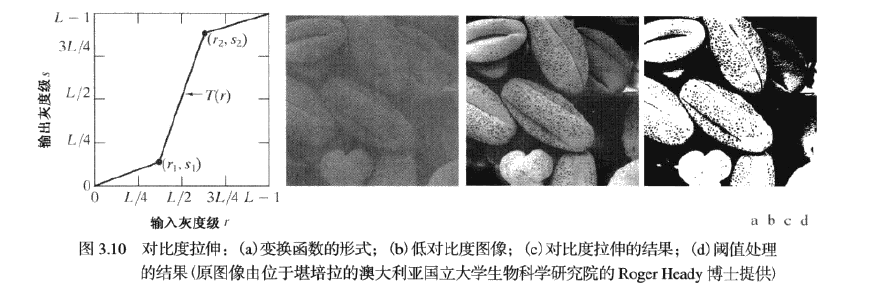 输出灰度级 s
L − 1
3L/4
L/2
L/4
0
(r₂, s₂)
T(r)
(r₁, s₁)
0 L/4 L/2 3L/4 L − 1
输入灰度级 r
a b c d
图 3.10 对比度拉伸：(a)变换函数的形式；(b)低对比度图像；(c)对比度拉伸的结果；(d)阈值处理
的结果(原图像由位于堪培拉的澳大利亚国立大学生物科学研究院的 Roger Heady 博士提供)